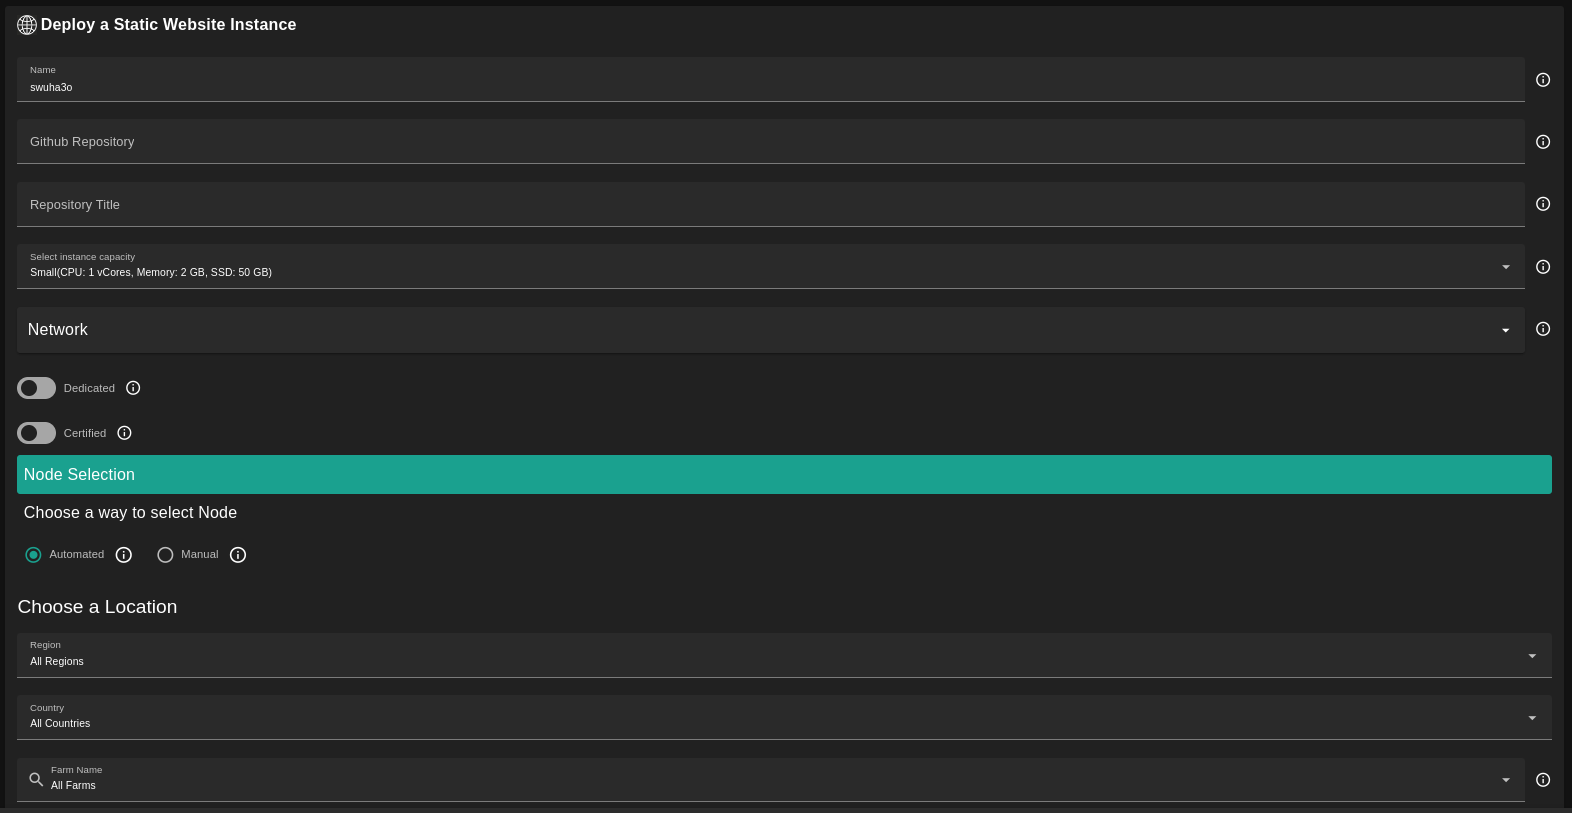 Deploy a Static Website Instance
Name
swuha3o
Github Repository
Repository Title
Select instance capacity
Small(CPU: 1 vCores, Memory: 2 GB, SSD: 50 GB)
Network
Dedicated
Certified
Node Selection
Choose a way to select Node
Automated Manual
Choose a Location
Region
All Regions
Country
All Countries
Farm Name
All Farms